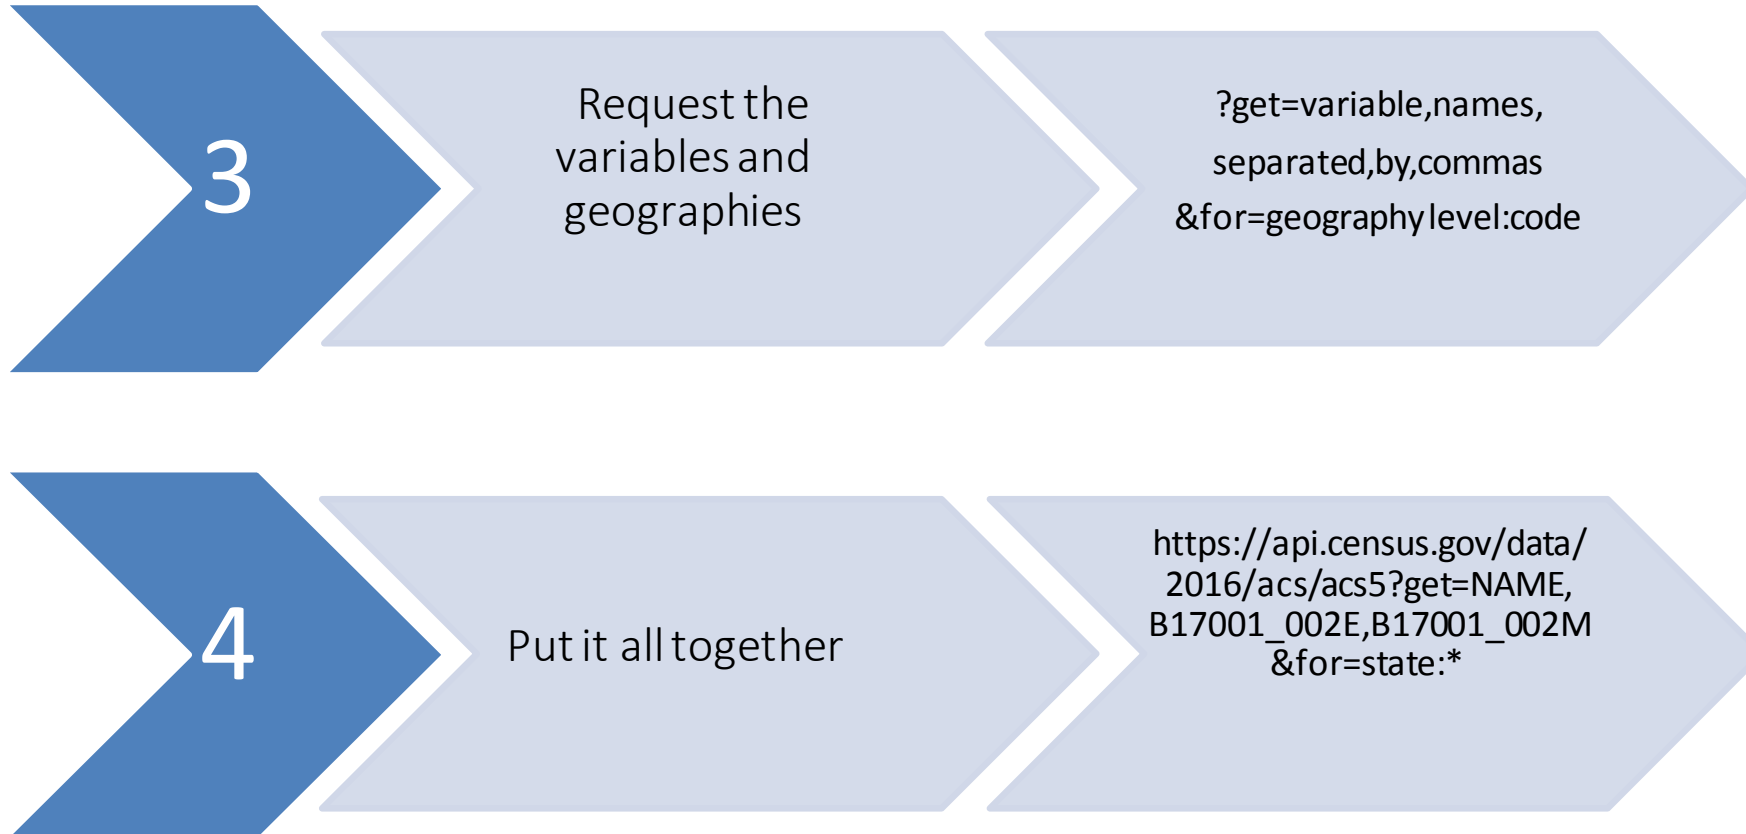 3
Request the
variables and
geographies
?get=variable,names,
separated,by,commas
&for=geography level:code
4
Put it all together
https://api.census.gov/data/
2016/acs/acs5?get=NAME,
B17001_002E,B17001_002M
&for=state:*